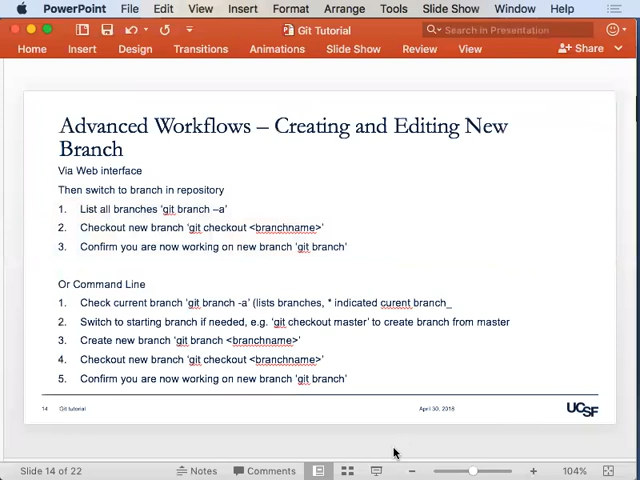 PowerPoint File Edit View Insert Format Arrange Tools Slide Show Window Help
Git Tutorial Search in Presentation
Home Insert Design Transitions Animations Slide Show Review View Share
Advanced Workflows – Creating and Editing New
Branch
Via Web interface
Then switch to branch in repository
1. List all branches ‘git branch –a’
2. Checkout new branch ‘git checkout <branchname>’
3. Confirm you are now working on new branch ‘git branch’
Or Command Line
1. Check current branch ‘git branch -a’ (lists branches, * indicated curent branch_
2. Switch to starting branch if needed, e.g. ‘git checkout master’ to create branch from master
3. Create new branch ‘git branch <branchname>’
4. Checkout new branch ‘git checkout <branchname>’
5. Confirm you are now working on new branch ‘git branch’
14 Git tutorial April 30, 2018 UCSF
Slide 14 of 22 Notes Comments 104%